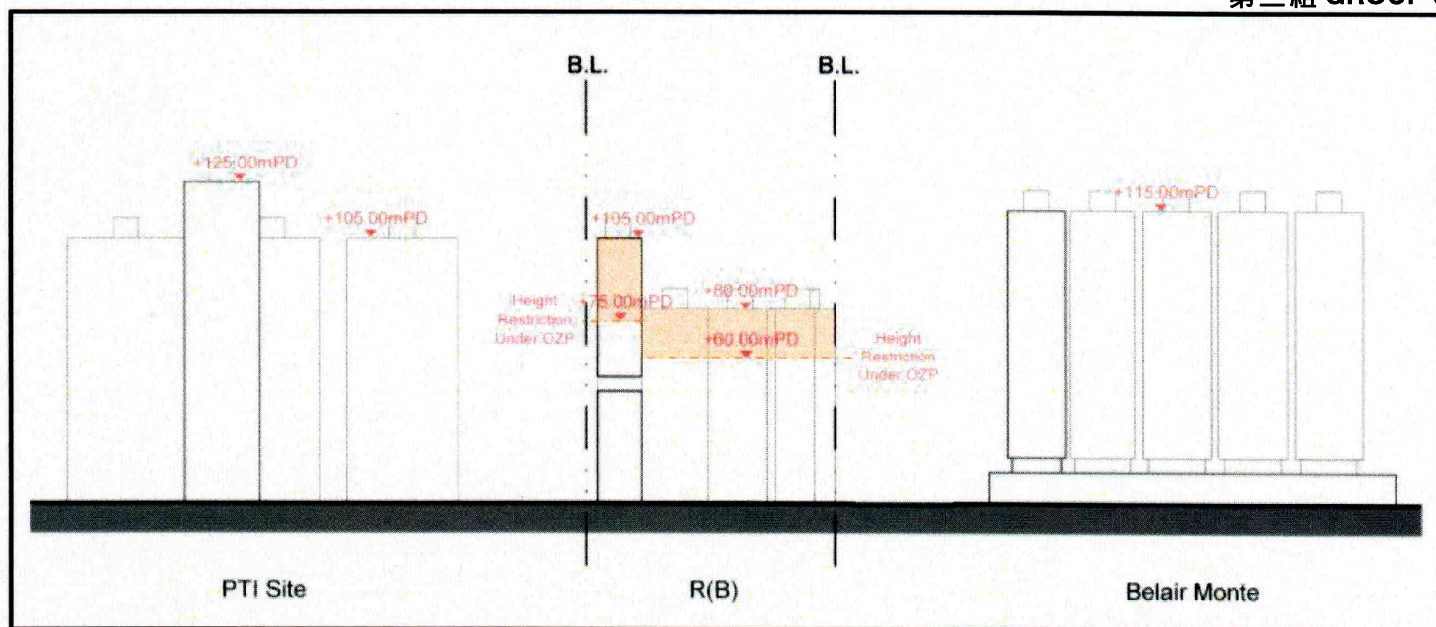 GROUP
B.L.
B.L.
+125.00mPD
+105.00mPD
+105.00mPD
+115.00mPD
Height
Restriction
Under OZP
+75.00mPD
+80.00mPD
+60.00mPD
Height
Restriction
Under OZP
PTI Site
R(B)
Belair Monte